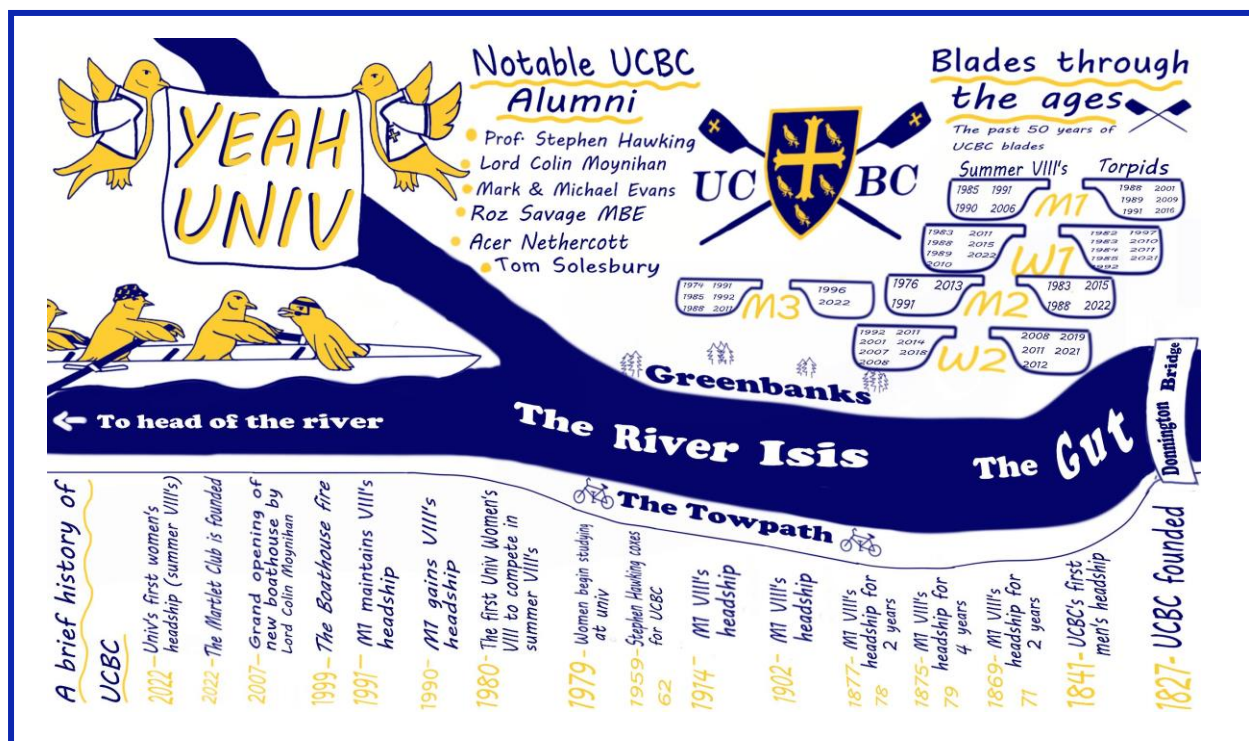 YEAH
UNIV
Notable UCBC
Alumni
Prof. Stephen Hawking
Lord Colin Moynihan
Mark & Michael Evans
Roz Savage MBE
Acer Nethercott
Tom Solesbury
UC BC
Blades through
the ages
The past 50 years of
UCBC blades
Summer VIII's Torpids
1985 1991
1990 2006
M1
1988 2001
1989 2009
1991 2016
1983 2011
1988 2015
1989 2022
2010
W1
1982 1997
1983 2010
1984 2011
1985 2021
1992
1974 1991
1985 1992
1988 2011
M3
1996
2022
1976 2013
1991
M2
1983 2015
1988 2022
1992 2011
2001 2014
2007 2018
2008
W2
2008 2019
2011 2021
2012
Greenbanks
← To head of the river
The River Isis
The Gut
Donnington Bridge
The Towpath
A brief history of
UCBC
2022-Univ's first women's
headship (summer VIII's)
2022-The Martlet Club is founded
2007-Grand opening of
new boathouse by
Lord Colin Moynihan
1999-The Boathouse fire
1991-M1 maintains VIII's
headship
1990-M1 gains VIII's
headship
1980-The first Univ Women's
VIII to compete in
summer VIII's
1979-Women begin studying
at univ
1959-Stephen Hawking coxes
62 for UCBC
1914-M1 VIII's
headship
1902-M1 VIII's
headship
1877-M1 VIII's
headship for
78 2 years
1875-M1 VIII's
headship for
79 4 years
1869-M1 VIII's
headship for
71 2 years
1841-UCBC's first
men's headship
1827-UCBC founded